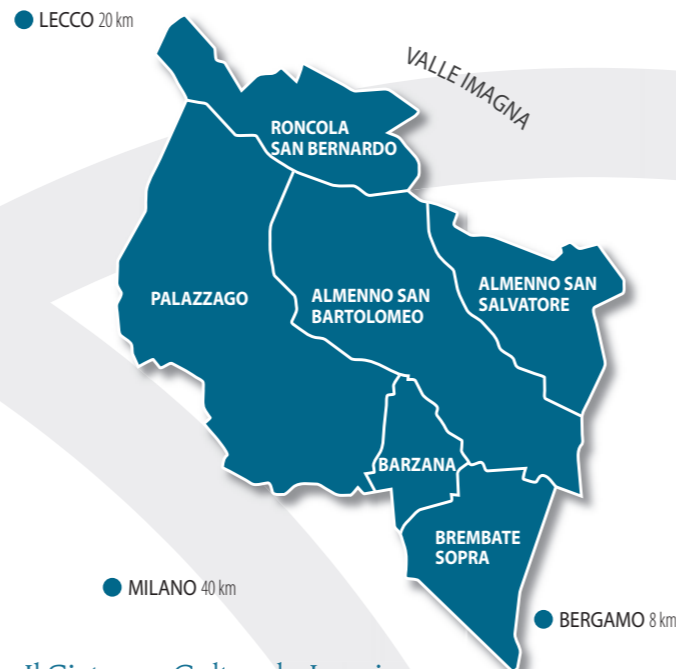 LECCO 20 km
VALLE IMAGNA
RONCOLA
SAN BERNARDO
PALAZZAGO
ALMENNO SAN
BARTOLOMEO
ALMENNO SAN
SALVATORE
BARZANA
BREMBATE
SOPRA
MILANO 40 km
BERGAMO 8 km
Il